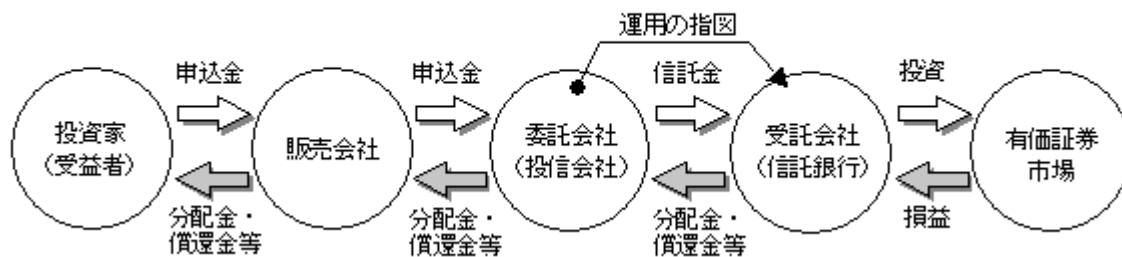 運用の指図
申込金
申込金
信託金
投資
投資家
(受益者)
販売会社
委託会社
(投信会社)
受託会社
(信託銀行)
有価証券
市場
分配金・
償還金等
分配金・
償還金等
分配金・
償還金等
損益